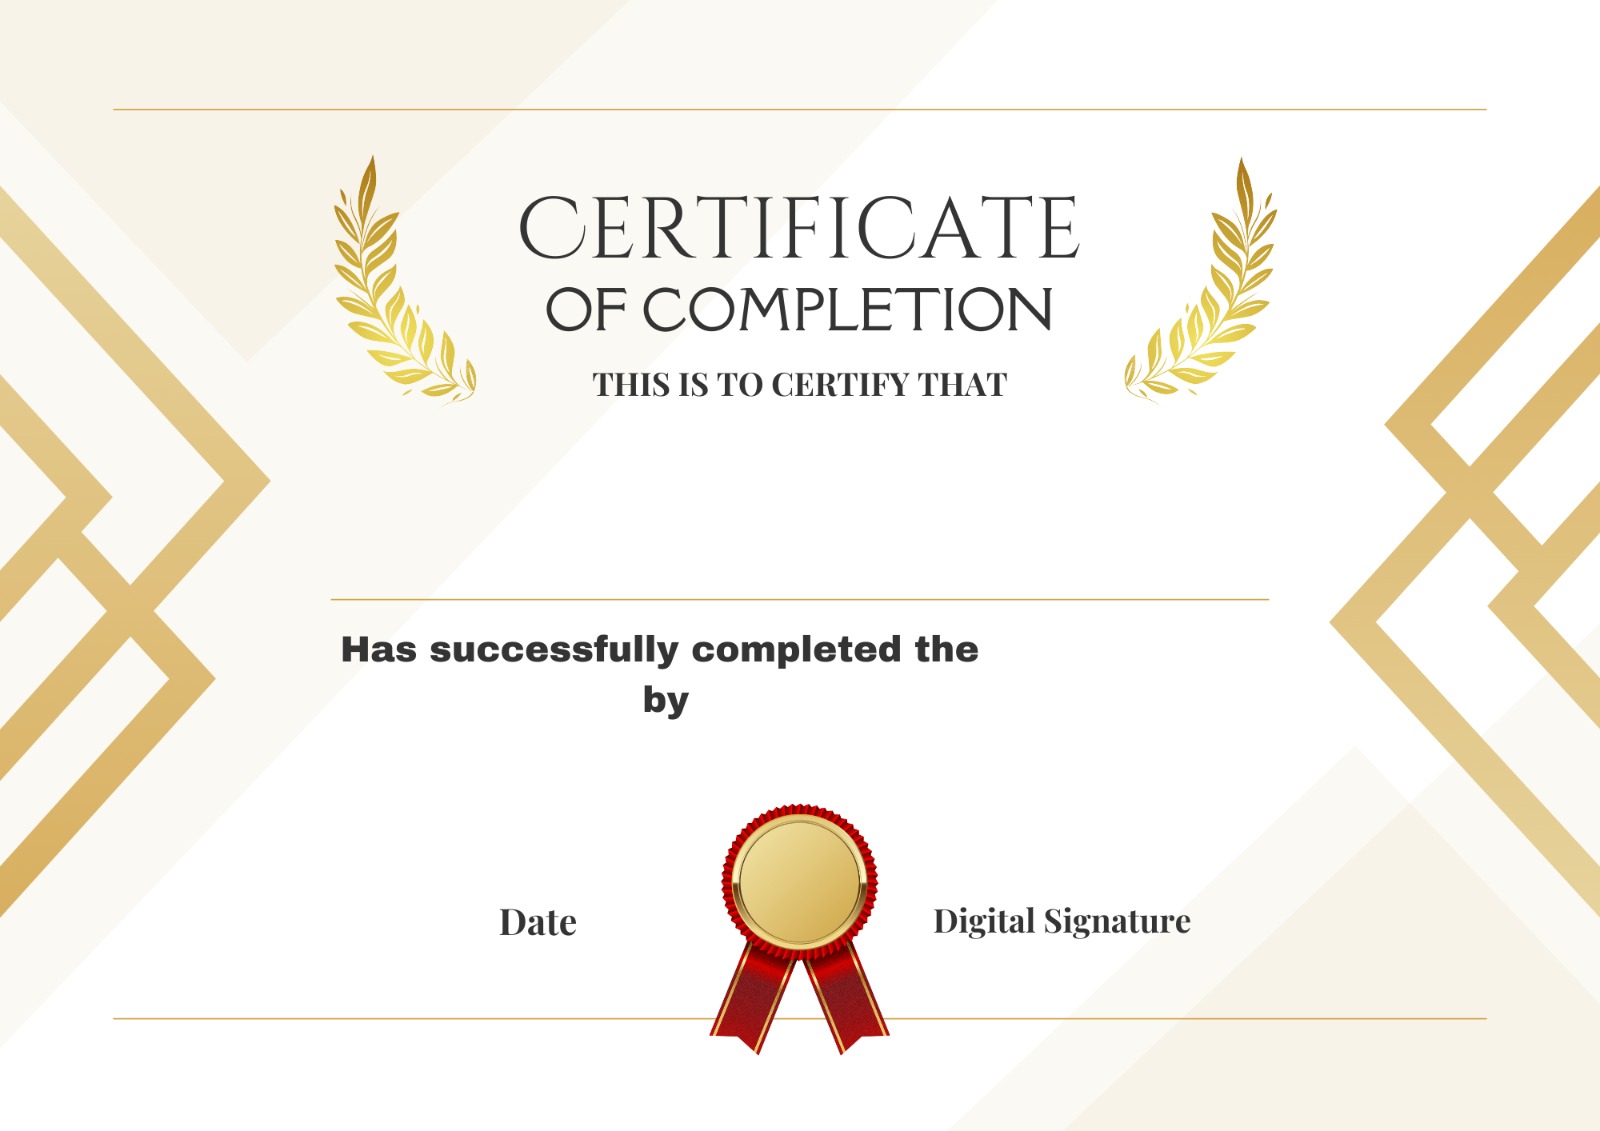 CERTIFICATE
OF COMPLETION
THIS IS TO CERTIFY THAT
Has successfully completed the
by
Date
Digital Signature